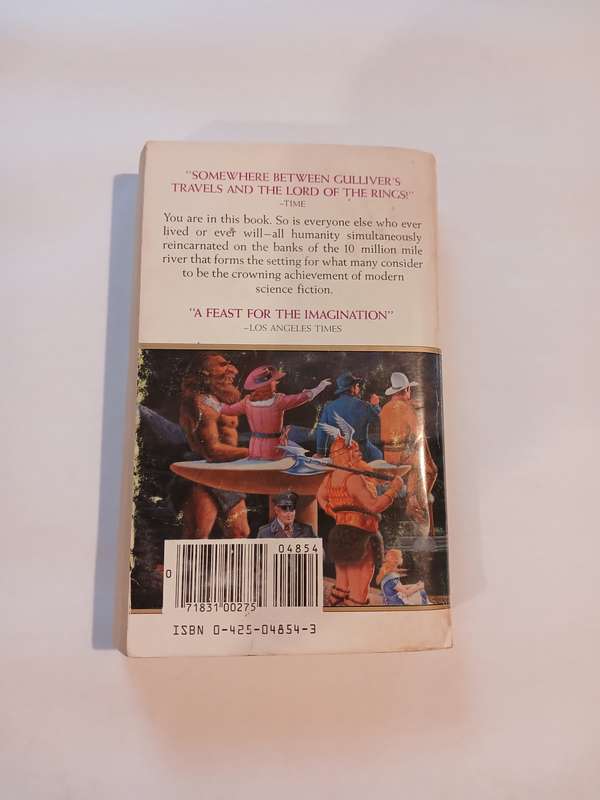 "SOMEWHERE BETWEEN GULLIVER'S
TRAVELS AND THE LORD OF THE RINGS!"
–TIME
You are in this book. So is everyone else who ever
lived or ever will–all humanity simultaneously
reincarnated on the banks of the 10 million mile
river that forms the setting for what many consider
to be the crowning achievement of modern
science fiction.
"A FEAST FOR THE IMAGINATION"
–LOS ANGELES TIMES
04854
0
71831 00275
ISBN 0-425-04854-3